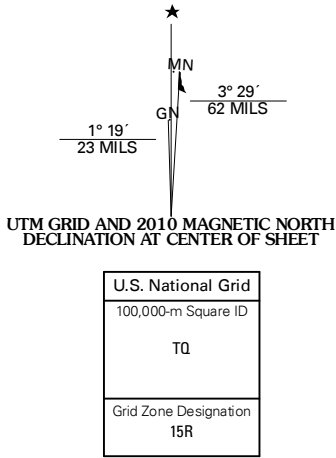 ★
MN
3° 29´
62 MILS
GN
1° 19´
23 MILS
UTM GRID AND 2010 MAGNETIC NORTH
DECLINATION AT CENTER OF SHEET
U.S. National Grid
100,000-m Square ID
TQ
Grid Zone Designation
15R